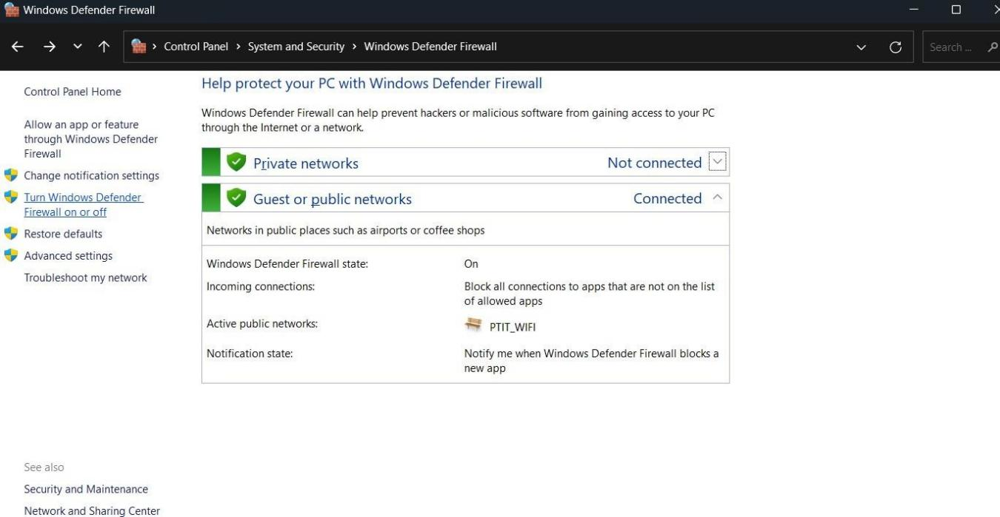 Windows Defender Firewall
Control Panel › System and Security › Windows Defender Firewall
Search ...
Control Panel Home
Allow an app or feature
through Windows Defender
Firewall
Change notification settings
Turn Windows Defender
Firewall on or off
Restore defaults
Advanced settings
Troubleshoot my network
See also
Security and Maintenance
Network and Sharing Center
Help protect your PC with Windows Defender Firewall
Windows Defender Firewall can help prevent hackers or malicious software from gaining access to your PC
through the Internet or a network.
Private networks Not connected
Guest or public networks Connected
Networks in public places such as airports or coffee shops
Windows Defender Firewall state: On
Incoming connections: Block all connections to apps that are not on the list
of allowed apps
Active public networks: PTIT_WIFI
Notification state: Notify me when Windows Defender Firewall blocks a
new app